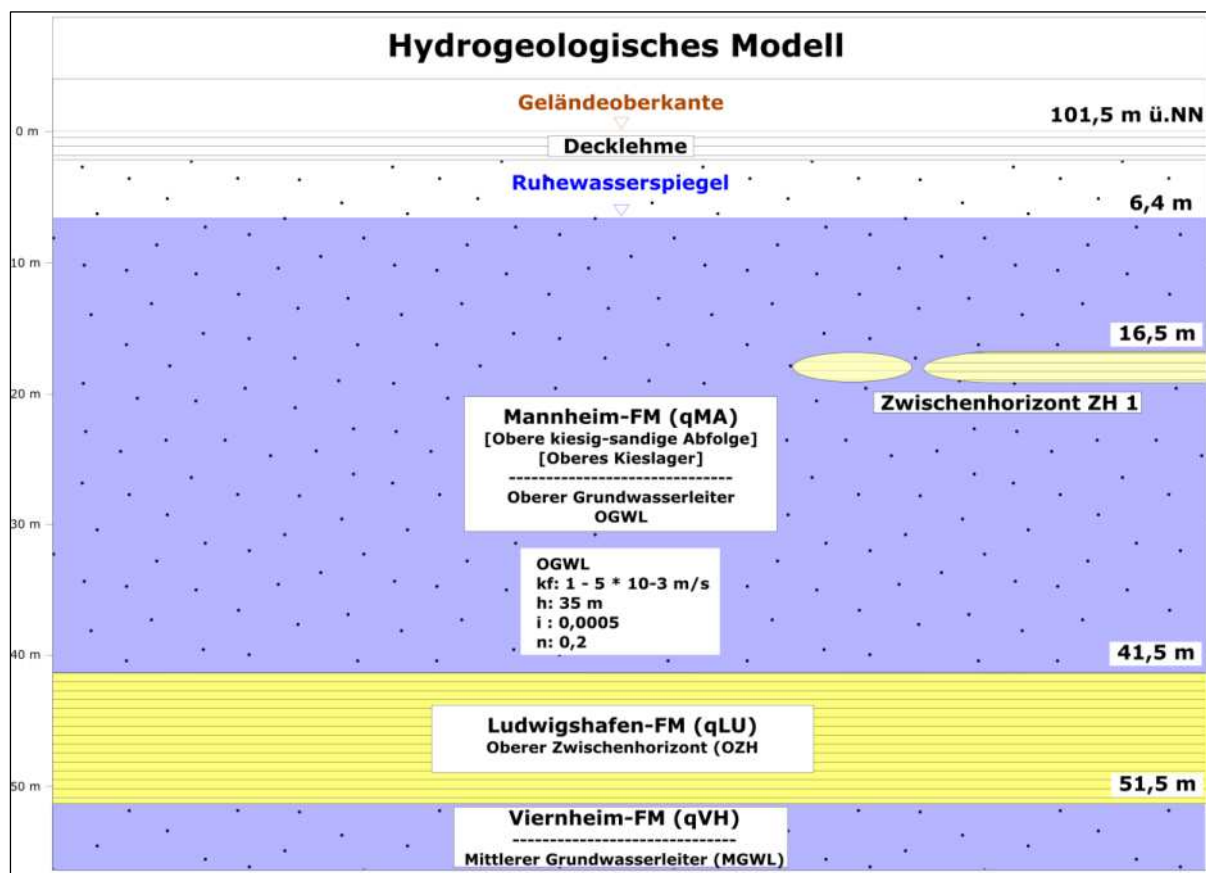 Hydrogeologisches Modell
Geländeoberkante
101,5 m ü.NN
0 m
Decklehme
Ruhewasserspiegel
6,4 m
10 m
16,5 m
20 m
Zwischenhorizont ZH 1
Mannheim-FM (qMA)
[Obere kiesig-sandige Abfolge]
[Oberes Kieslager]
------------------------------
Oberer Grundwasserleiter
OGWL
30 m
OGWL
kf: 1 - 5 * 10-3 m/s
h: 35 m
i : 0,0005
n: 0,2
40 m
41,5 m
Ludwigshafen-FM (qLU)
Oberer Zwischenhorizont (OZH
50 m
51,5 m
Viernheim-FM (qVH)
------------------------------
Mittlerer Grundwasserleiter (MGWL)